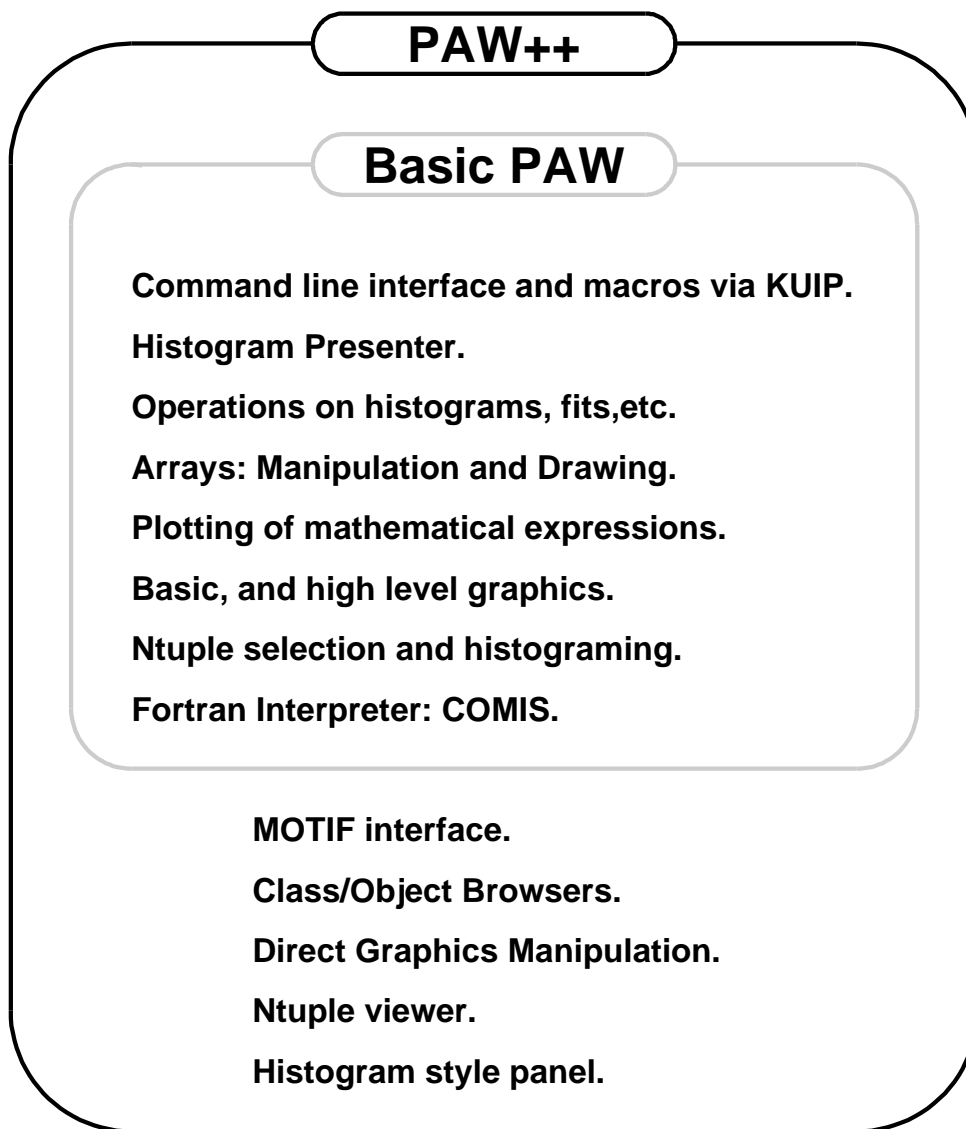 PAW++
Basic PAW
Command line interface and macros via KUIP.
Histogram Presenter.
Operations on histograms, fits,etc.
Arrays: Manipulation and Drawing.
Plotting of mathematical expressions.
Basic, and high level graphics.
Ntuple selection and histograming.
Fortran Interpreter: COMIS.
MOTIF interface.
Class/Object Browsers.
Direct Graphics Manipulation.
Ntuple viewer.
Histogram style panel.